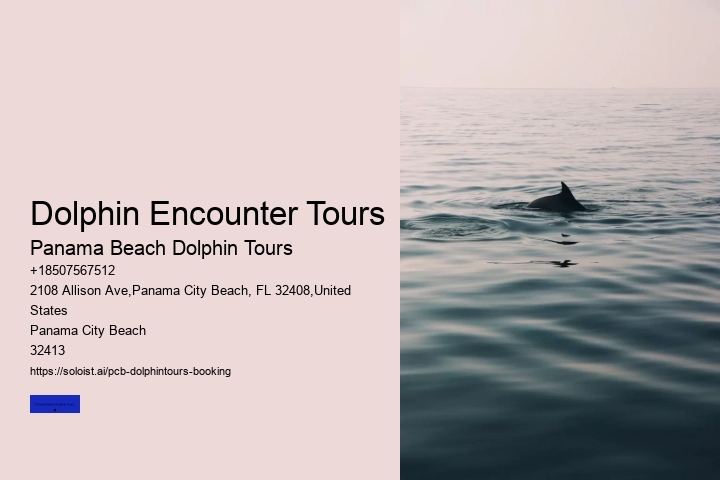 Dolphin Encounter Tours
Panama Beach Dolphin Tours
+18507567512
2108 Allison Ave,Panama City Beach, FL 32408,United
States
Panama City Beach
32413
https://soloist.ai/pcb-dolphintours-booking